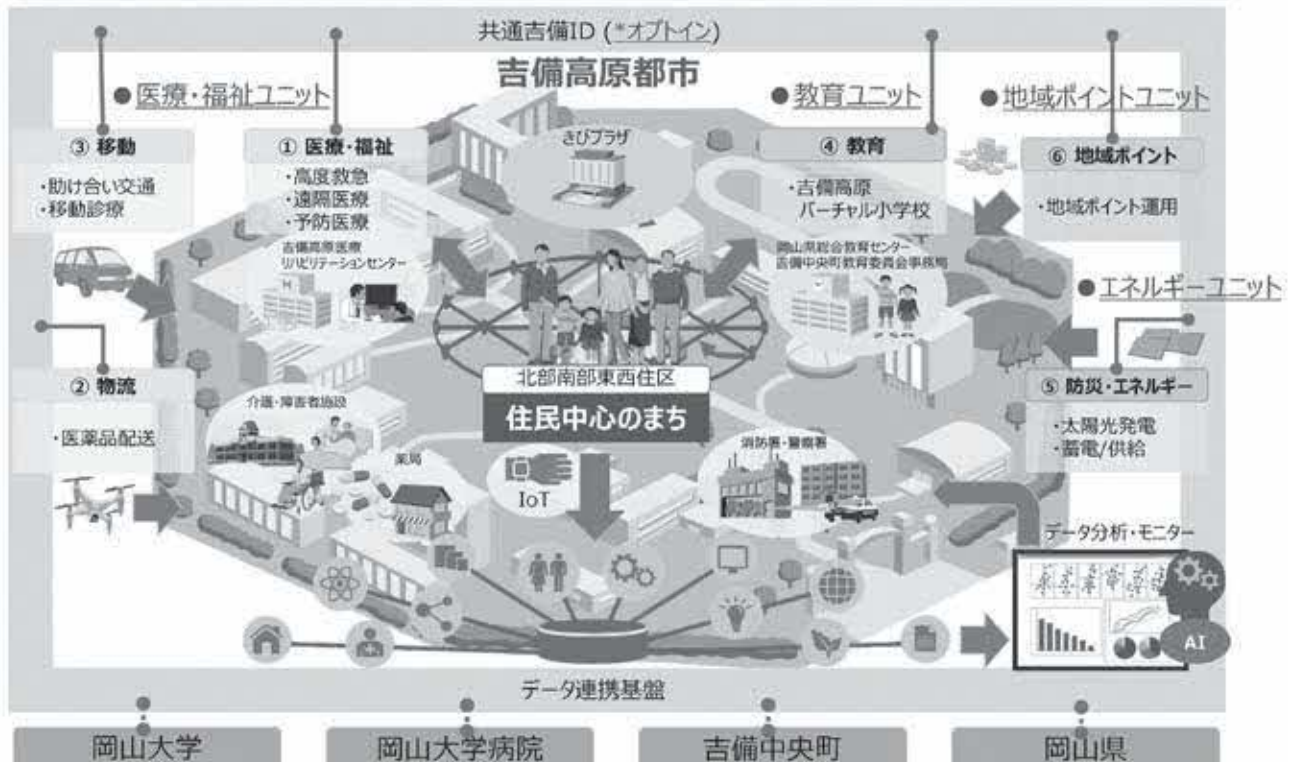 共通吉備ID (*オプトイン)
吉備高原都市
●医療・福祉ユニット
●教育ユニット
●地域ポイントユニット
③ 移動
・助け合い交通
・移動診療
① 医療・福祉
・高度救急
・遠隔医療
・予防医療
吉備高原医療
リハビリテーションセンター
きびプラザ
④ 教育
・吉備高原
バーチャル小学校
岡山県総合教育センター
吉備中央町教育委員会事務局
⑥ 地域ポイント
・地域ポイント運用
●エネルギーユニット
② 物流
・医薬品配送
介護・障害者施設
薬局
北部南部東西住区
住民中心のまち
IoT
消防署・警察署
⑤ 防災・エネルギー
・太陽光発電
・蓄電/供給
データ分析・モニター
AI
データ連携基盤
岡山大学
岡山大学病院
吉備中央町
岡山県